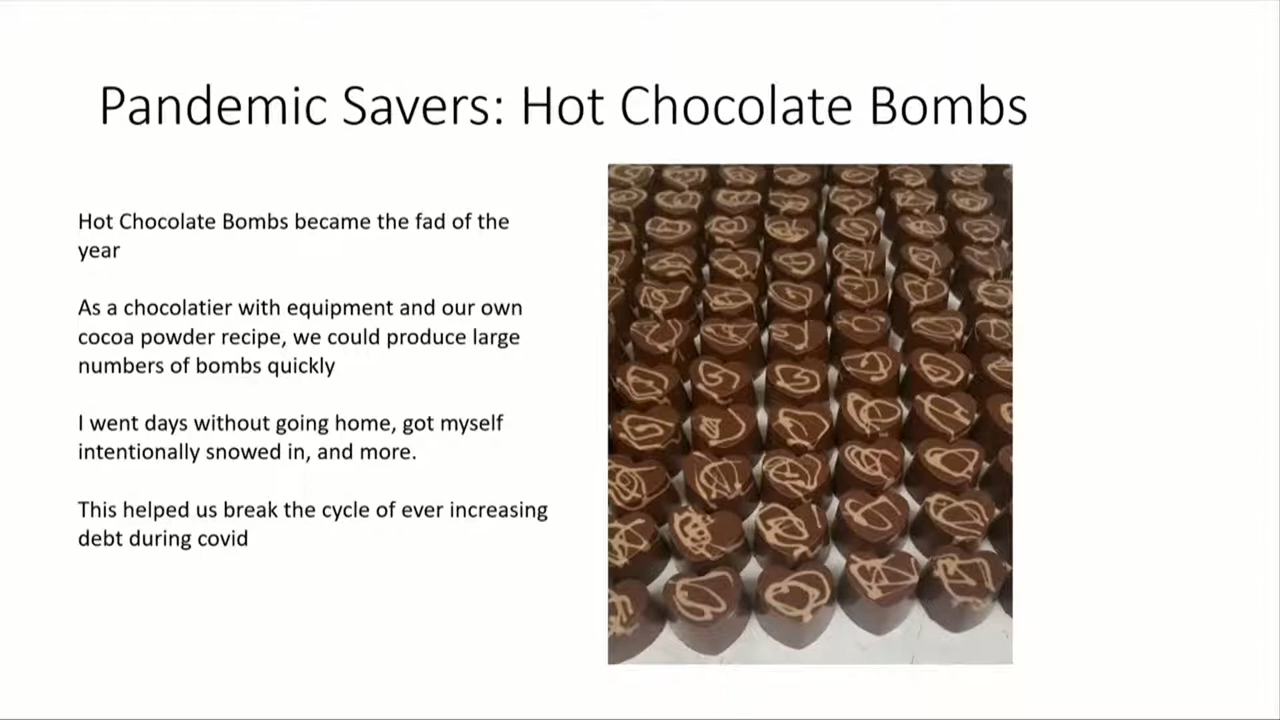 Pandemic Savers: Hot Chocolate Bombs
Hot Chocolate Bombs became the fad of the
year
As a chocolatier with equipment and our own
cocoa powder recipe, we could produce large
numbers of bombs quickly
I went days without going home, got myself
intentionally snowed in, and more.
This helped us break the cycle of ever increasing
debt during covid